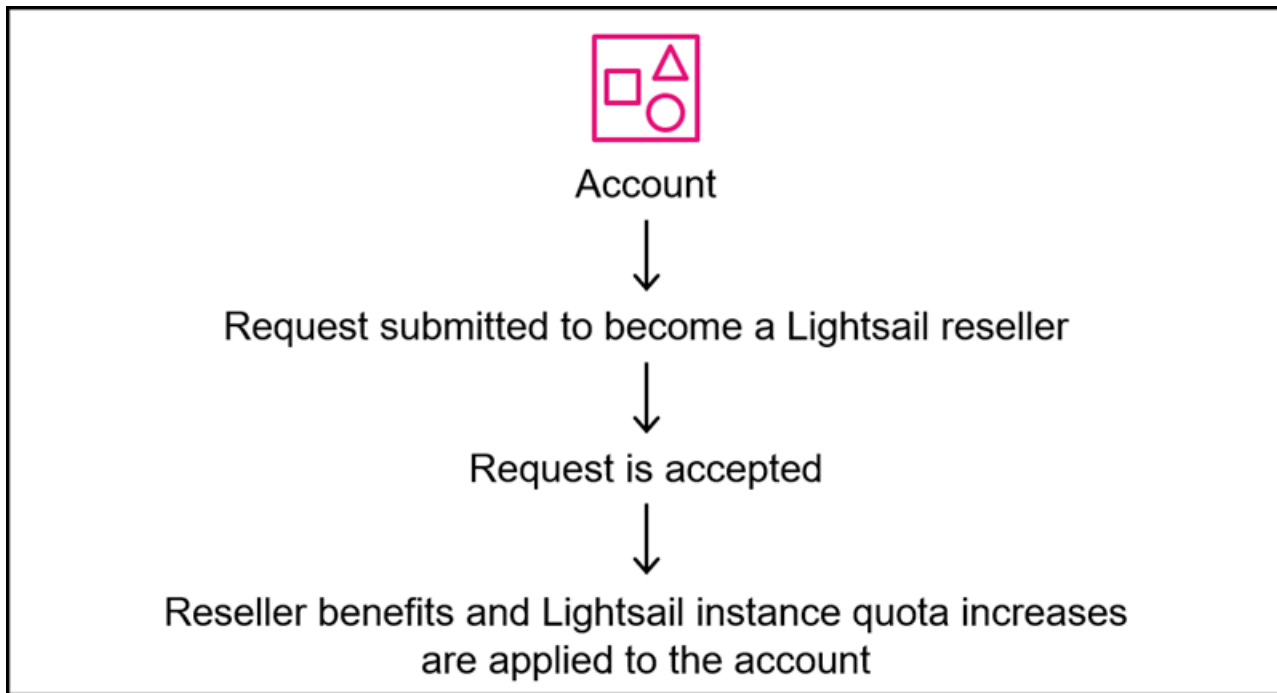 Account
Request submitted to become a Lightsail reseller
Request is accepted
Reseller benefits and Lightsail instance quota increases
are applied to the account